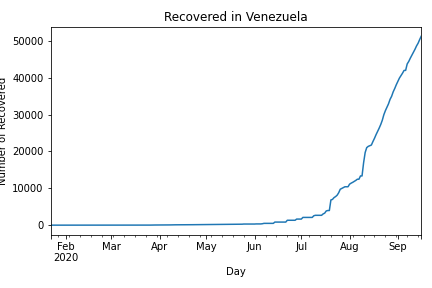 Recovered in Venezuela
Number of Recovered
50000
40000
30000
20000
10000
0
Feb Mar Apr May Jun Jul Aug Sep
2020
Day